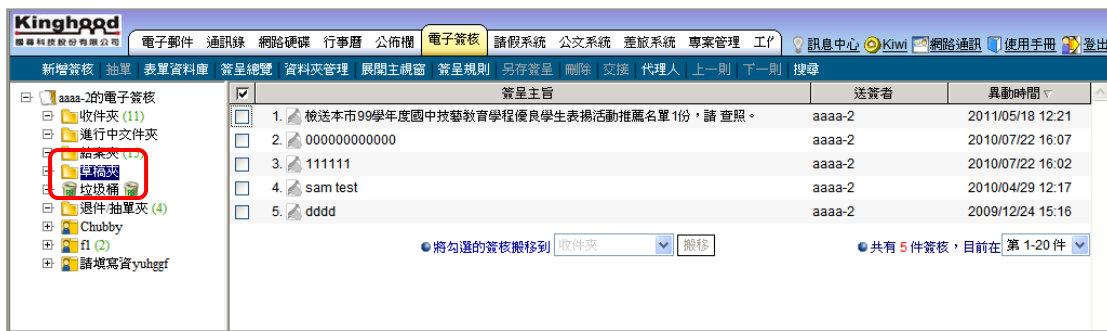 Kinghood
電子郵件 通訊錄 網路硬碟 行事曆 公佈欄 電子簽核 請假系統 公文系統 差旅系統 專案管理 訊息中心 Kiwi 網路通訊 使用手冊 登出
新增簽核 抽單 表單資料庫 簽呈總覽 資料夾管理 展開主視窗 簽呈規則 另存簽呈 刪除 交接 代理人 上一則 下一則 搜尋
aaaa-2的電子簽核
收件夾 (11)
進行中文件夾
結案夾 (15)
草稿夾
垃圾桶
退件/抽單夾 (4)
Chubby
f1 (2)
請填寫資yuhggf
簽呈主旨 送簽者 異動時間
1. 檢送本市99學年度國中技藝教育學程優良學生表揚活動推薦名單1份，請 查照。 aaaa-2 2011/05/18 12:21
2. 000000000000 aaaa-2 2010/07/22 16:07
3. 111111 aaaa-2 2010/07/22 16:02
4. sam test aaaa-2 2010/04/29 12:17
5. dddd aaaa-2 2009/12/24 15:16
將勾選的簽核搬移到 收件夾 搬移 共有 5 件簽核，目前在 第 1-20 件